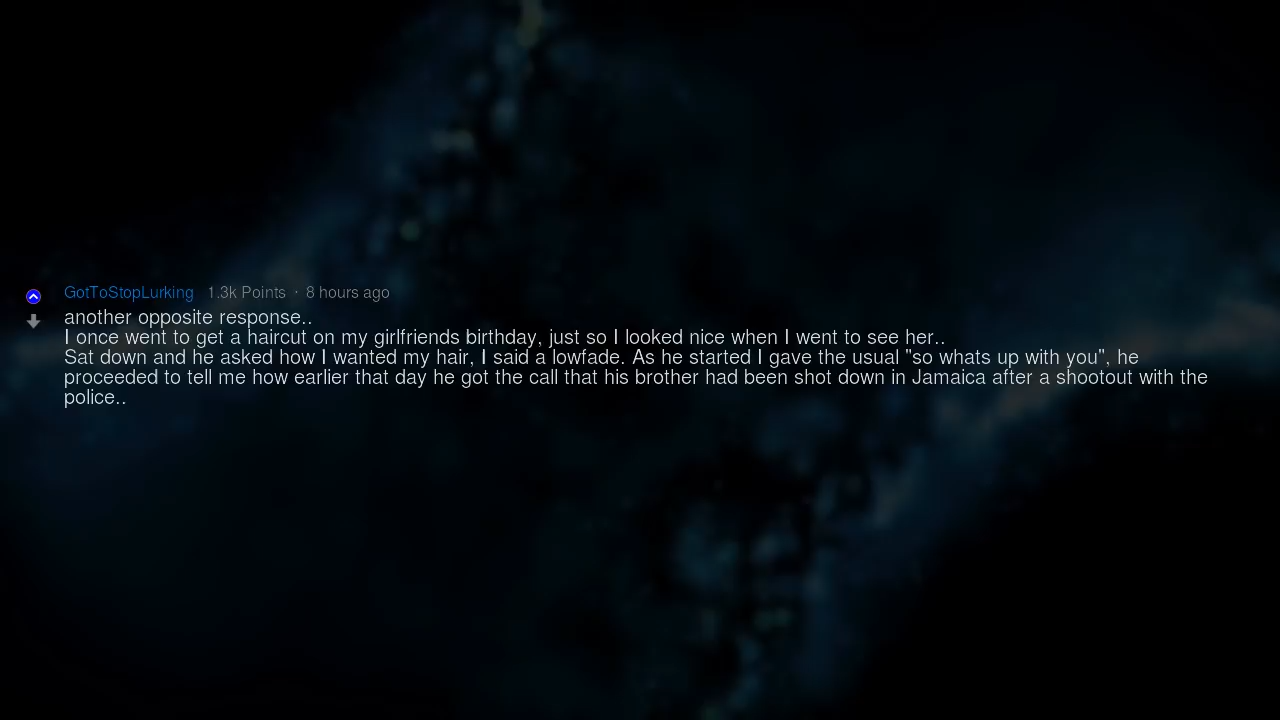 GotToStopLurking 1.3k Points · 8 hours ago
another opposite response..
I once went to get a haircut on my girlfriends birthday, just so I looked nice when I went to see her..
Sat down and he asked how I wanted my hair, I said a lowfade. As he started I gave the usual "so whats up with you", he
proceeded to tell me how earlier that day he got the call that his brother had been shot down in Jamaica after a shootout with the
police..